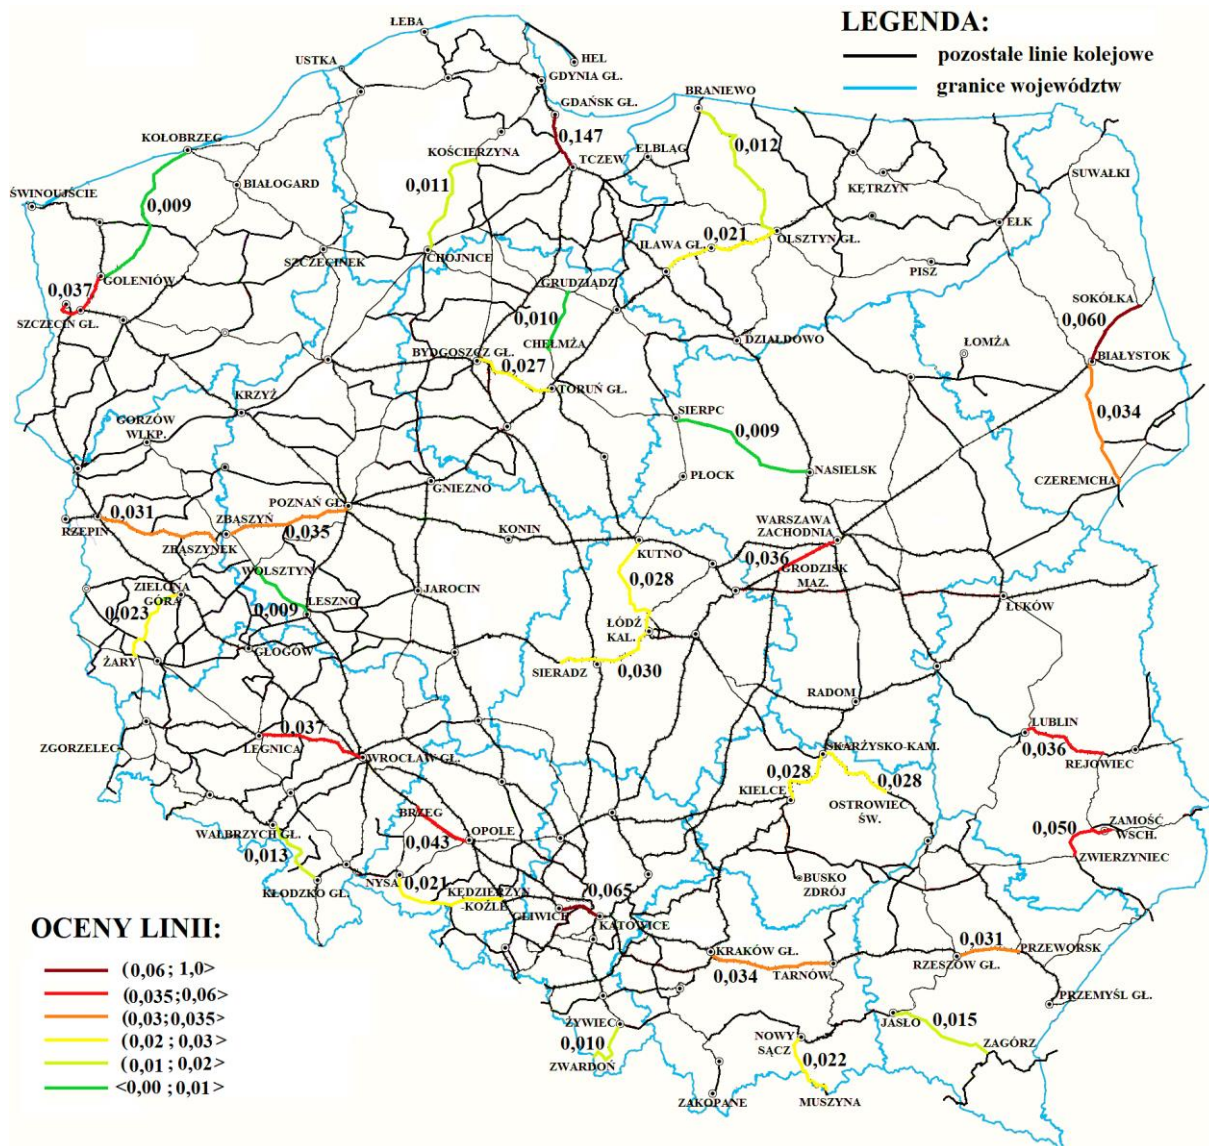 LEGENDA:
pozostałe linie kolejowe
granice województw
ŁEBA
USTKA
HEL
GDYNIA GŁ.
GDAŃSK GŁ.
BRANIEWO
0,147
0,012
KOŁOBRZEG
KOŚCIERZYNA
TCZEW
ELBLĄG
SUWAŁKI
BIAŁOGARD
0,011
KĘTRZYN
ŚWINOUJŚCIE
0,009
0,021
OLSZTYN GŁ.
EŁK
SZCZECINEK
CHOJNICE
IŁAWA GŁ.
PISZ
GOLENIÓW
0,037
GRUDZIĄDZ
SOKÓŁKA
SZCZECIN GŁ.
0,010
0,060
CHEŁMŻA
DZIAŁDOWO
ŁOMŻA
BYDGOSZCZ GŁ.
BIAŁYSTOK
0,027
TORUŃ GŁ.
KRZYŻ
SIERPC
0,034
GORZÓW
WLKP.
0,009
PŁOCK
NASIELSK
CZEREMCHA
GNIEZNO
POZNAŃ GŁ.
0,031
ZBĄSZYŃ
0,035
RZEPIN
KONIN
WARSZAWA
ZACHODNIA
ZBĄSZYNEK
KUTNO
0,036
WOLSZTYN
GRODZISK
MAZ.
0,028
ZIELONA
GÓRA
JAROCIN
LESZNO
0,009
0,023
ŁUKÓW
ŁÓDŹ
KAL.
GŁOGÓW
ŻARY
SIERADZ
0,030
RADOM
LUBLIN
0,037
ZGORZELEC
LEGNICA
0,036
WROCŁAW GŁ.
SKARŻYSKO-KAM.
REJOWIEC
0,028
0,028
KIELCE
OSTROWIEC
ŚW.
BRZEG
WAŁBRZYCH GŁ.
OPOLE
0,043
0,050
ZAMOŚĆ
WSCH.
0,013
ZWIERZYNIEC
NYSA
0,021
BUSKO
ZDRÓJ
KŁODZKO GŁ.
KĘDZIERZYN
-KOŹLE
0,065
GLIWICE
KATOWICE
OCENY LINII:
KRAKÓW GŁ.
0,031
PRZEWORSK
RZESZÓW GŁ.
(0,06 ; 1,0>
0,034
TARNÓW
(0,035;0,06>
PRZEMYŚL GŁ.
(0,03;0,035>
ŻYWIEC
JASŁO
0,015
(0,02 ; 0,03>
0,010
NOWY
SĄCZ
ZAGÓRZ
0,022
(0,01 ; 0,02>
ZWARDOŃ
<0,00 ; 0,01>
ZAKOPANE
MUSZYNA